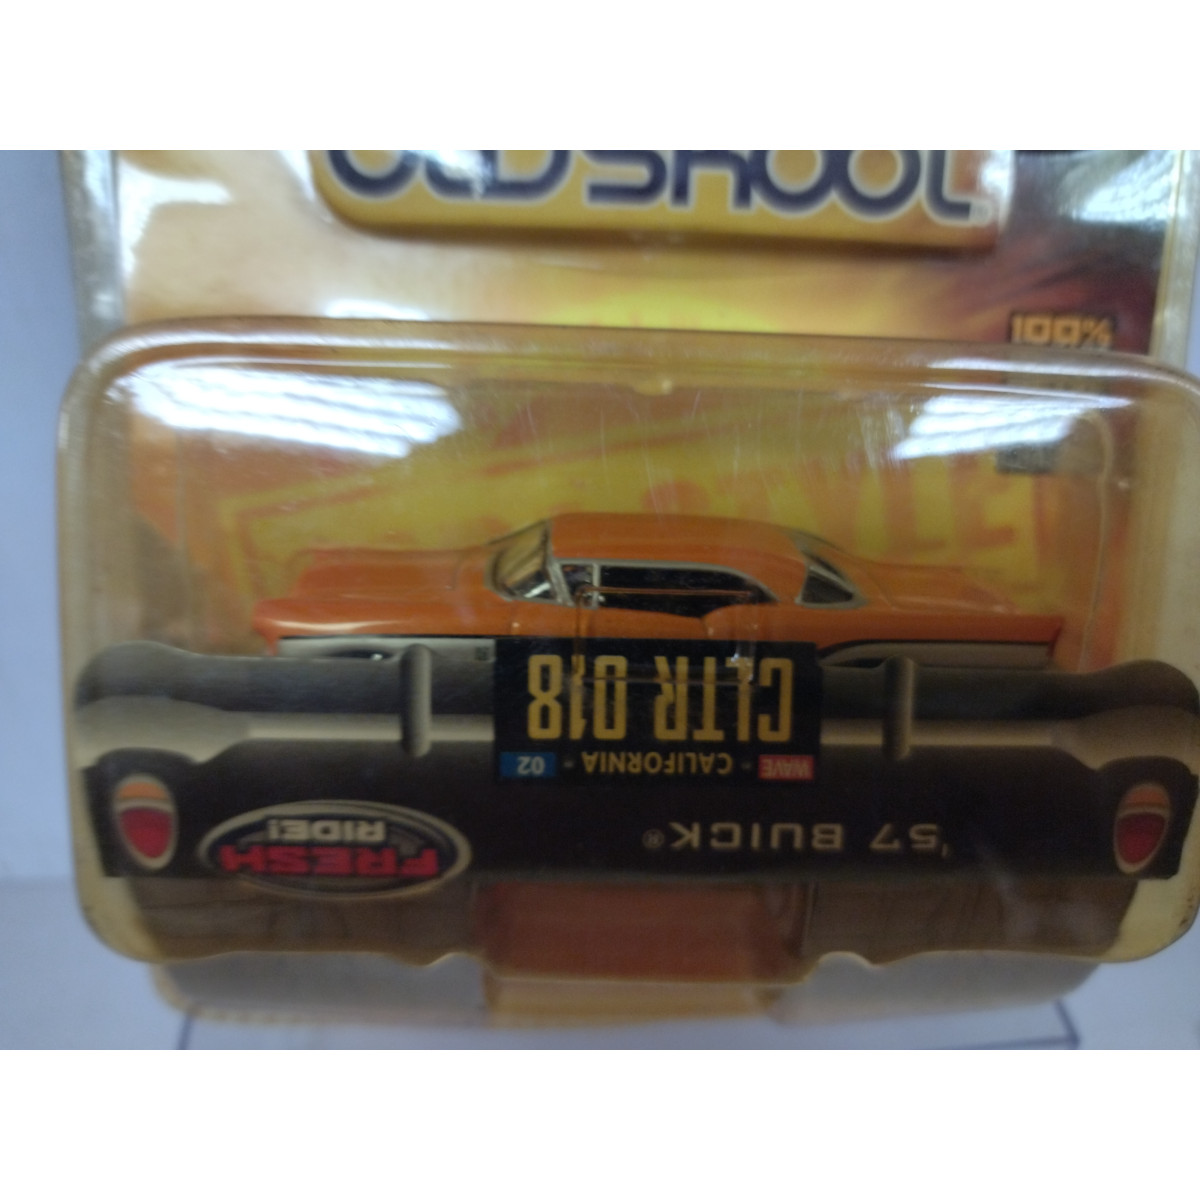 OLD SKOOL
100%
CLTR 018
WAVE - CALIFORNIA - 02
'57 BUICK®
FRESH
RIDE!